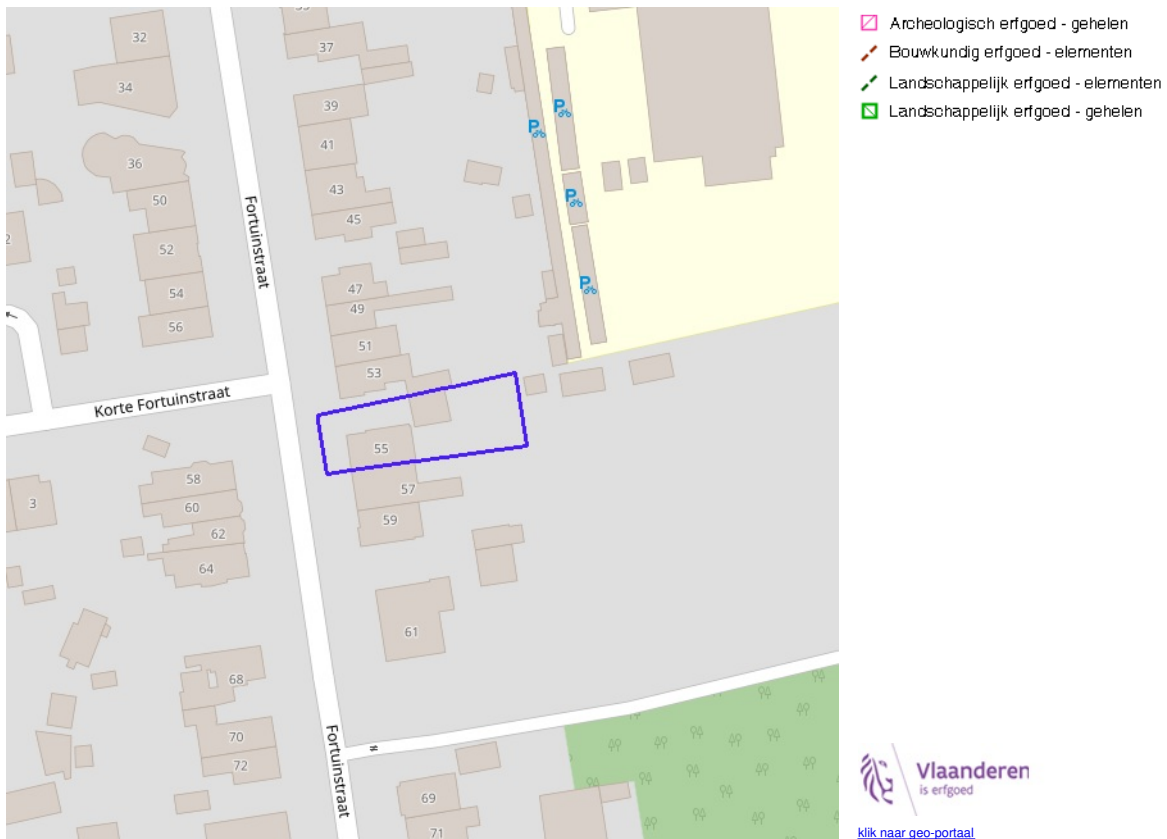 Archeologisch erfgoed - gehelen
Bouwkundig erfgoed - elementen
Landschappelijk erfgoed - elementen
Landschappelijk erfgoed - gehelen
32
34
36
50
52
54
56
37
39
41
43
45
47
49
51
53
55
57
59
61
Fortuinstraat
Korte Fortuinstraat
P
P
P
P
3
58
60
62
64
68
70
72
Fortuinstraat
69
71
Vlaanderen
is erfgoed
klik naar geo-portaal